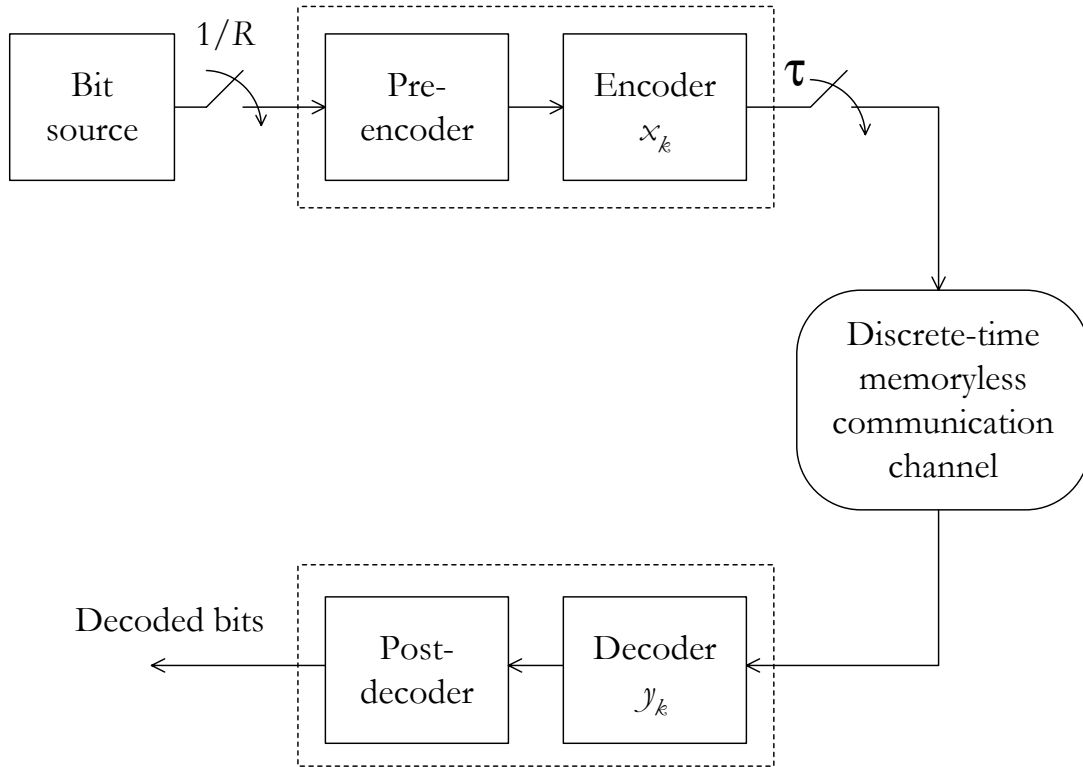 1/R
Bit
source
Pre-
encoder
Encoder
x_k
τ
Discrete-time
memoryless
communication
channel
Decoded bits
Post-
decoder
Decoder
y_k